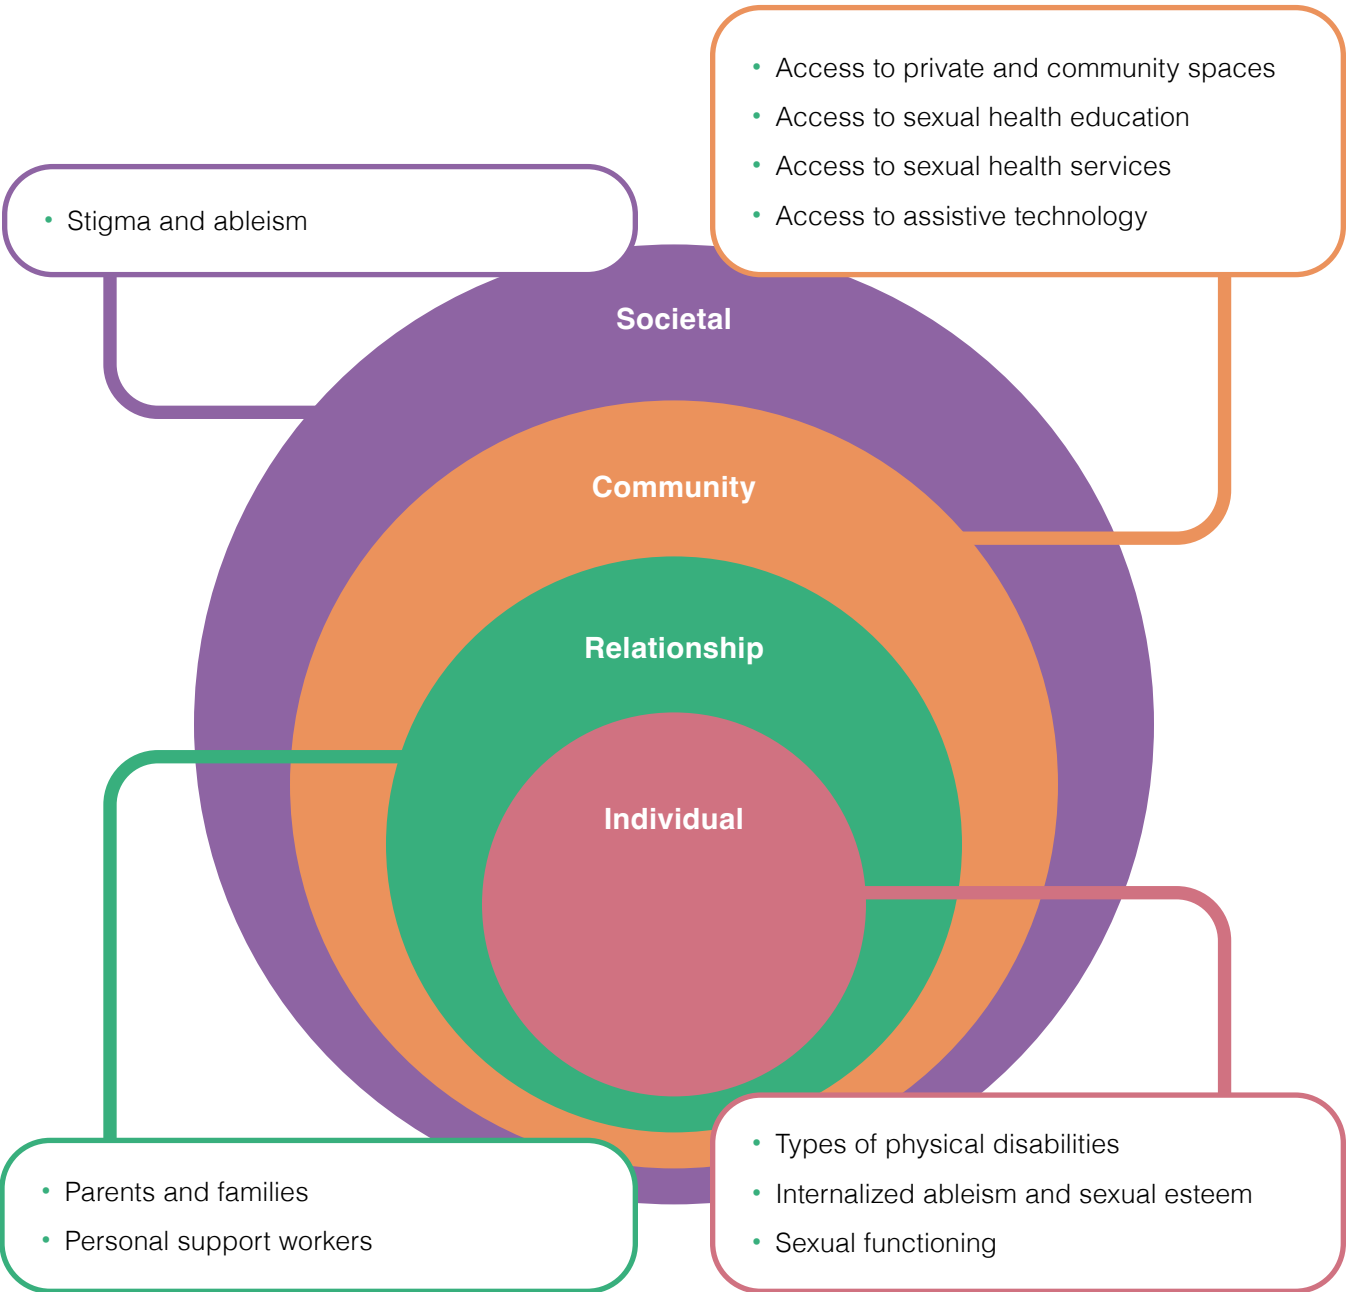 • Access to private and community spaces
• Access to sexual health education
• Access to sexual health services
• Access to assistive technology
• Stigma and ableism
Societal
Community
Relationship
Individual
• Parents and families
• Personal support workers
• Types of physical disabilities
• Internalized ableism and sexual esteem
• Sexual functioning